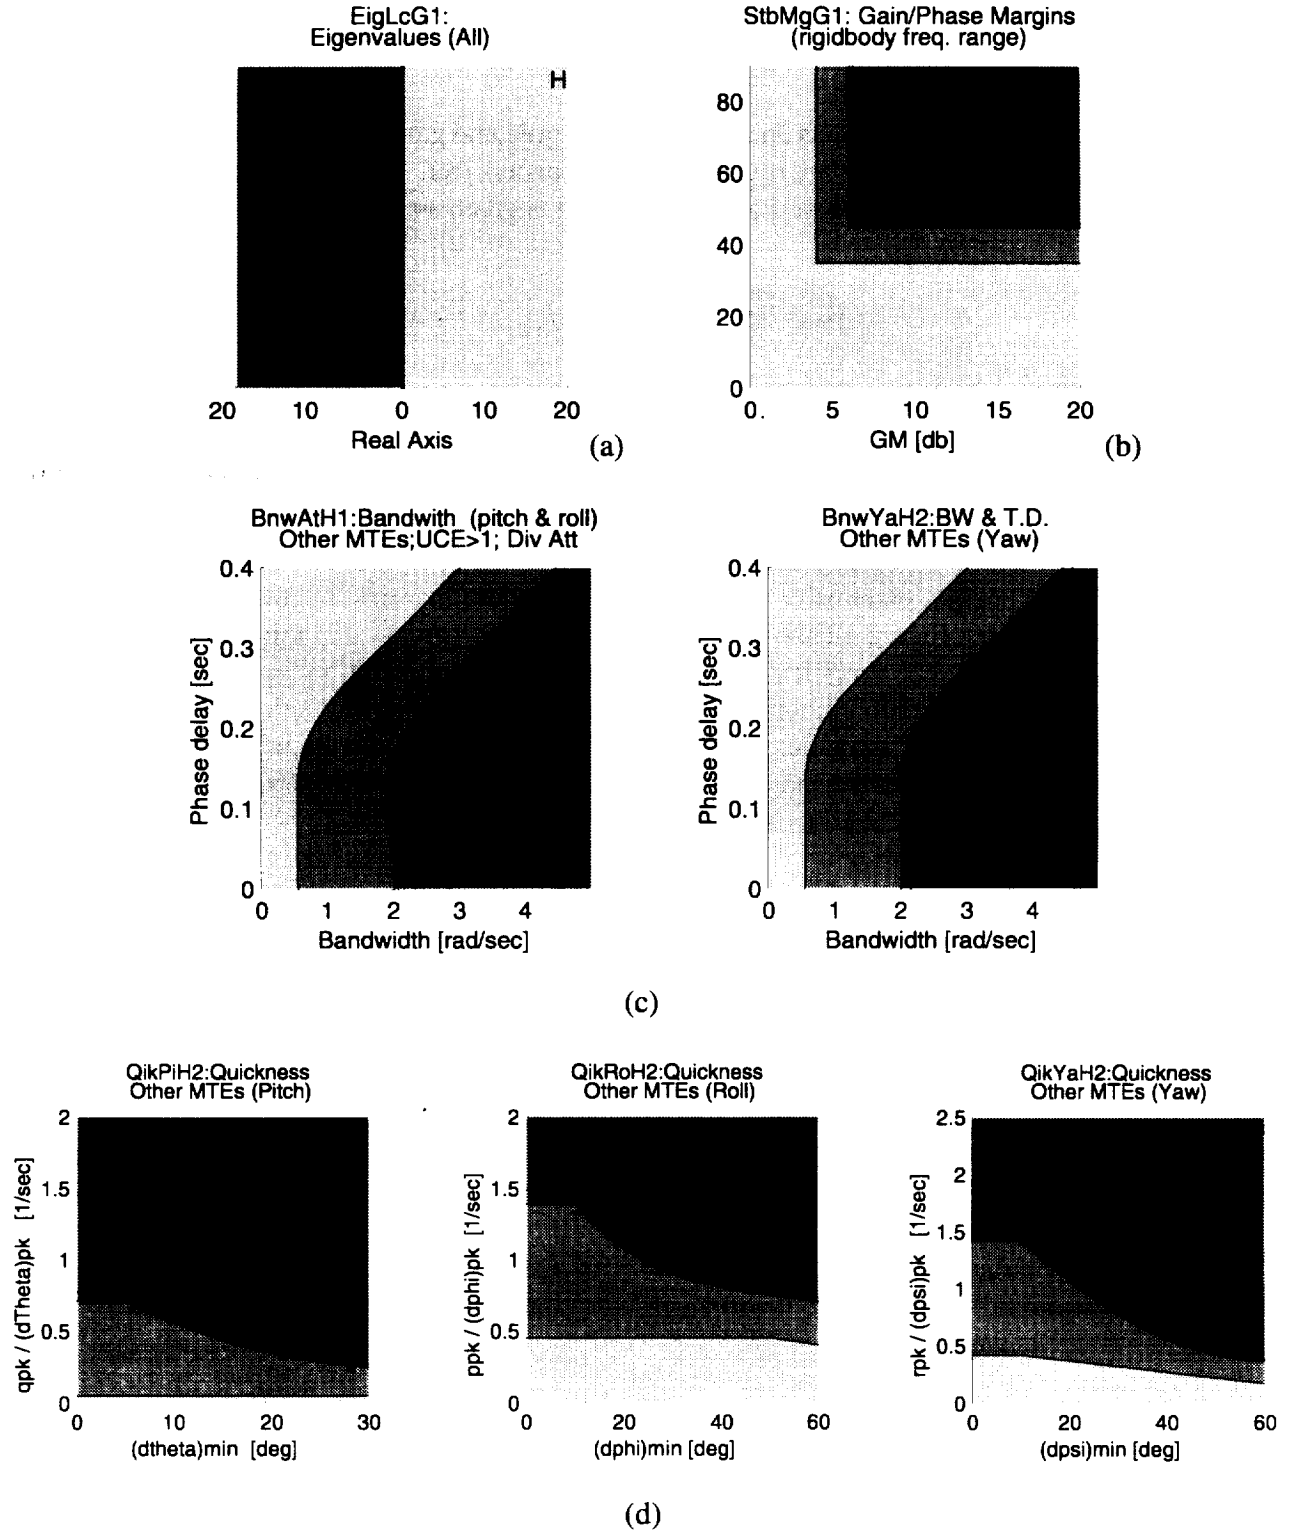 EigLcG1:
Eigenvalues (All)
H
20 10 0 10 20
Real Axis
(a)
StbMgG1: Gain/Phase Margins
(rigidbody freq. range)
80
60
40
20
0
0. 5 10 15 20
GM [db]
(b)
BnwAtH1:Bandwith (pitch & roll)
Other MTEs;UCE>1; Div Att
Phase delay [sec]
0.4
0.3
0.2
0.1
0
0 1 2 3 4
Bandwidth [rad/sec]
BnwYaH2:BW & T.D.
Other MTEs (Yaw)
Phase delay [sec]
0.4
0.3
0.2
0.1
0
0 1 2 3 4
Bandwidth [rad/sec]
(c)
QikPiH2:Quickness
Other MTEs (Pitch)
qpk / (dTheta)pk [1/sec]
2
1.5
1
0.5
0
0 10 20 30
(dtheta)min [deg]
QikRoH2:Quickness
Other MTEs (Roll)
ppk / (dphi)pk [1/sec]
2
1.5
1
0.5
0
0 20 40 60
(dphi)min [deg]
QikYaH2:Quickness
Other MTEs (Yaw)
rpk / (dpsi)pk [1/sec]
2.5
2
1.5
1
0.5
0
0 20 40 60
(dpsi)min [deg]
(d)